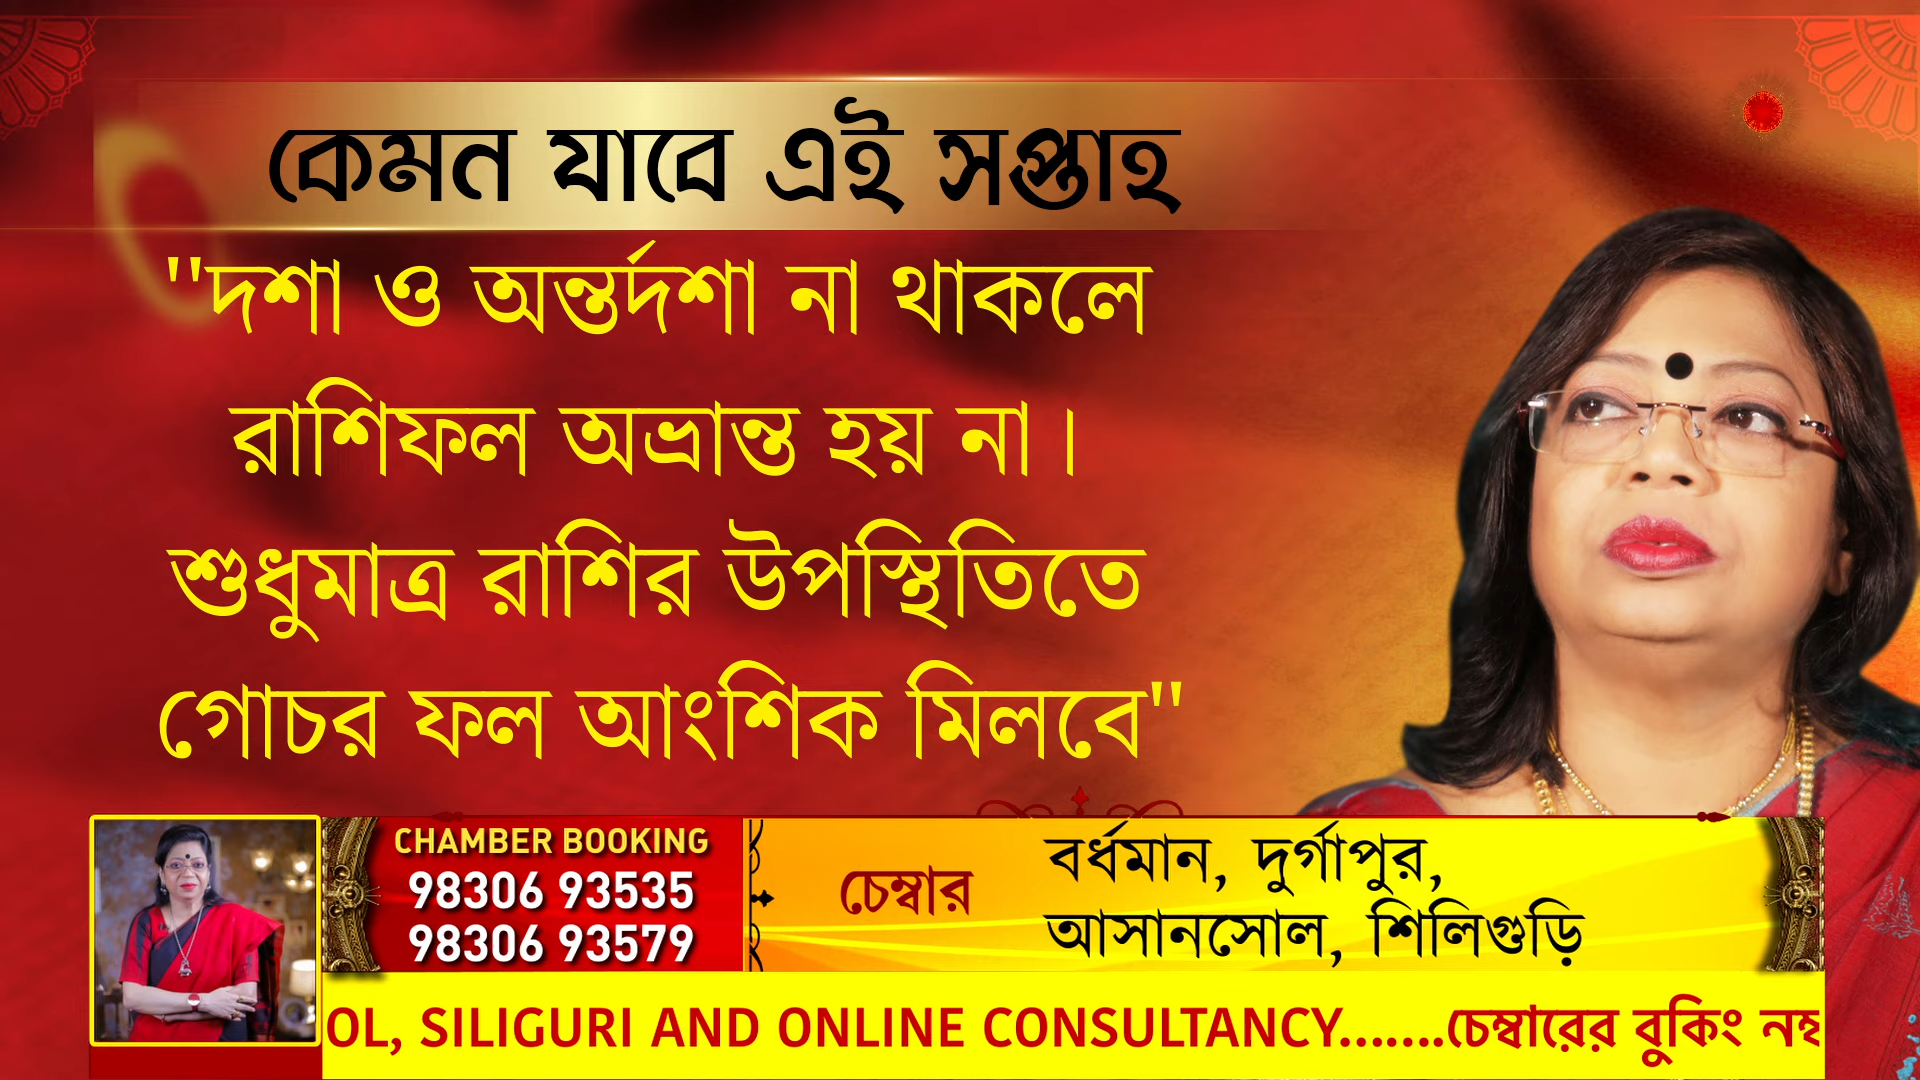 কেমন যাবে এই সপ্তাহ
"দশা ও অন্তর্দশা না থাকলে
রাশিফল অভ্রান্ত হয় না।
শুধুমাত্র রাশির উপস্থিতিতে
গোচর ফল আংশিক মিলবে"
CHAMBER BOOKING
98306 93535
98306 93579
চেম্বার
বর্ধমান, দুর্গাপুর,
আসানসোল, শিলিগুড়ি
OL, SILIGURI AND ONLINE CONSULTANCY.......চেম্বারের বুকিং নম্ব